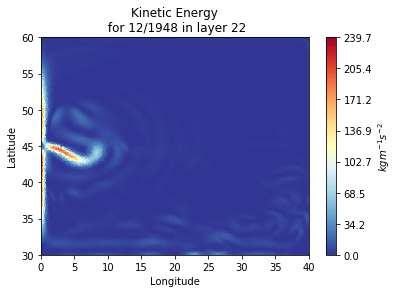 Kinetic Energy
for 12/1948 in layer 22
60
55
50
45
40
35
30
Latitude
0 5 10 15 20 25 30 35 40
Longitude
239.7
205.4
171.2
136.9
102.7
68.5
34.2
0.0
kgm⁻¹s⁻²